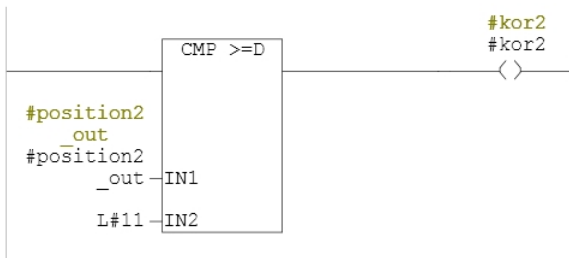 #kor2
#kor2
CMP >=D
#position2
_out
#position2
_out
IN1
L#11
IN2